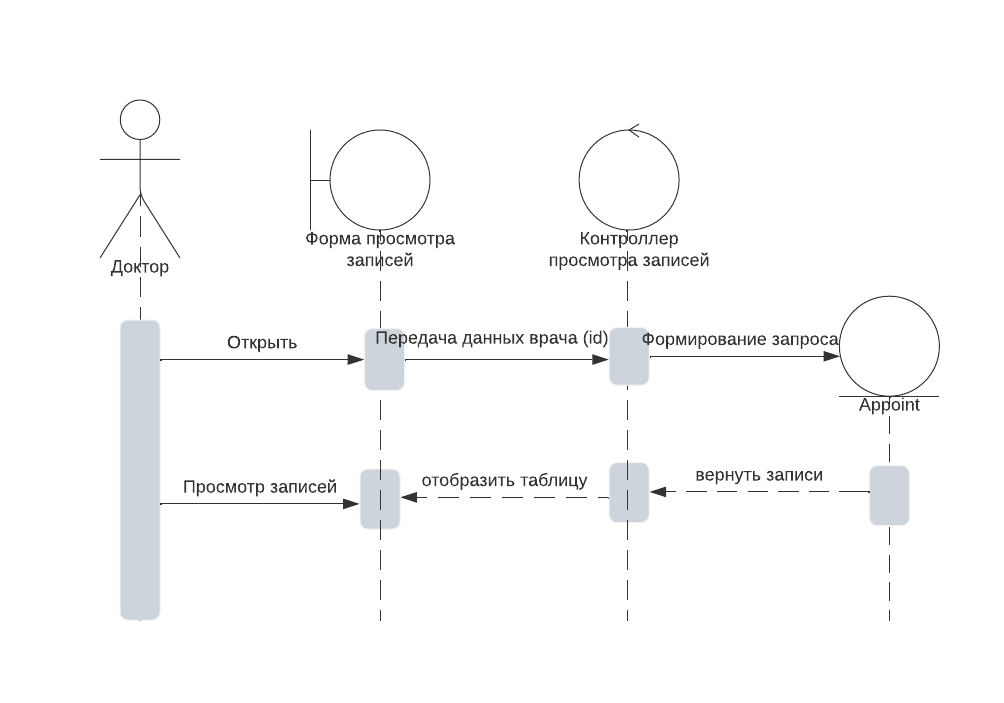 Доктор
Форма просмотра
записей
Контроллер
просмотра записей
Appoint
Открыть
Передача данных врача (id)
Формирование запроса
Просмотр записей
отобразить таблицу
вернуть записи